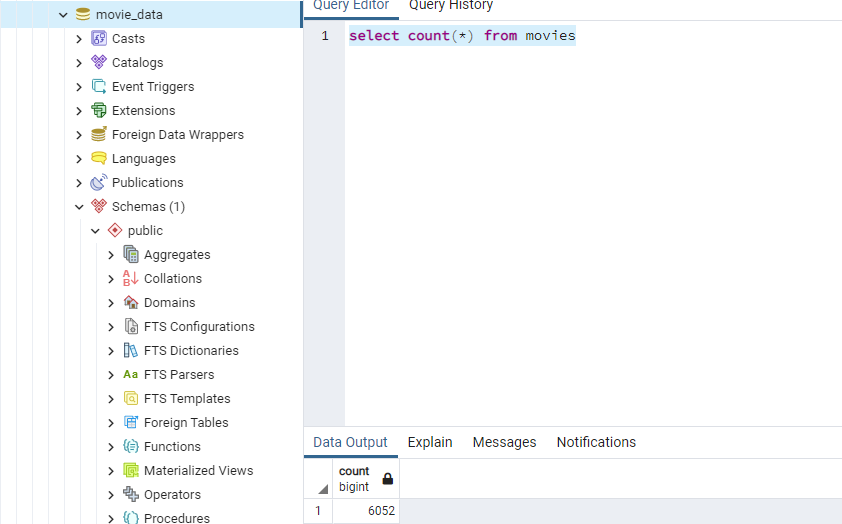 movie_data
Casts
Catalogs
Event Triggers
Extensions
Foreign Data Wrappers
Languages
Publications
Schemas (1)
public
Aggregates
Collations
Domains
FTS Configurations
FTS Dictionaries
Aa FTS Parsers
FTS Templates
Foreign Tables
Functions
Materialized Views
Operators
Procedures
Query Editor Query History
1 select count(*) from movies
Data Output Explain Messages Notifications
count
bigint
1 6052